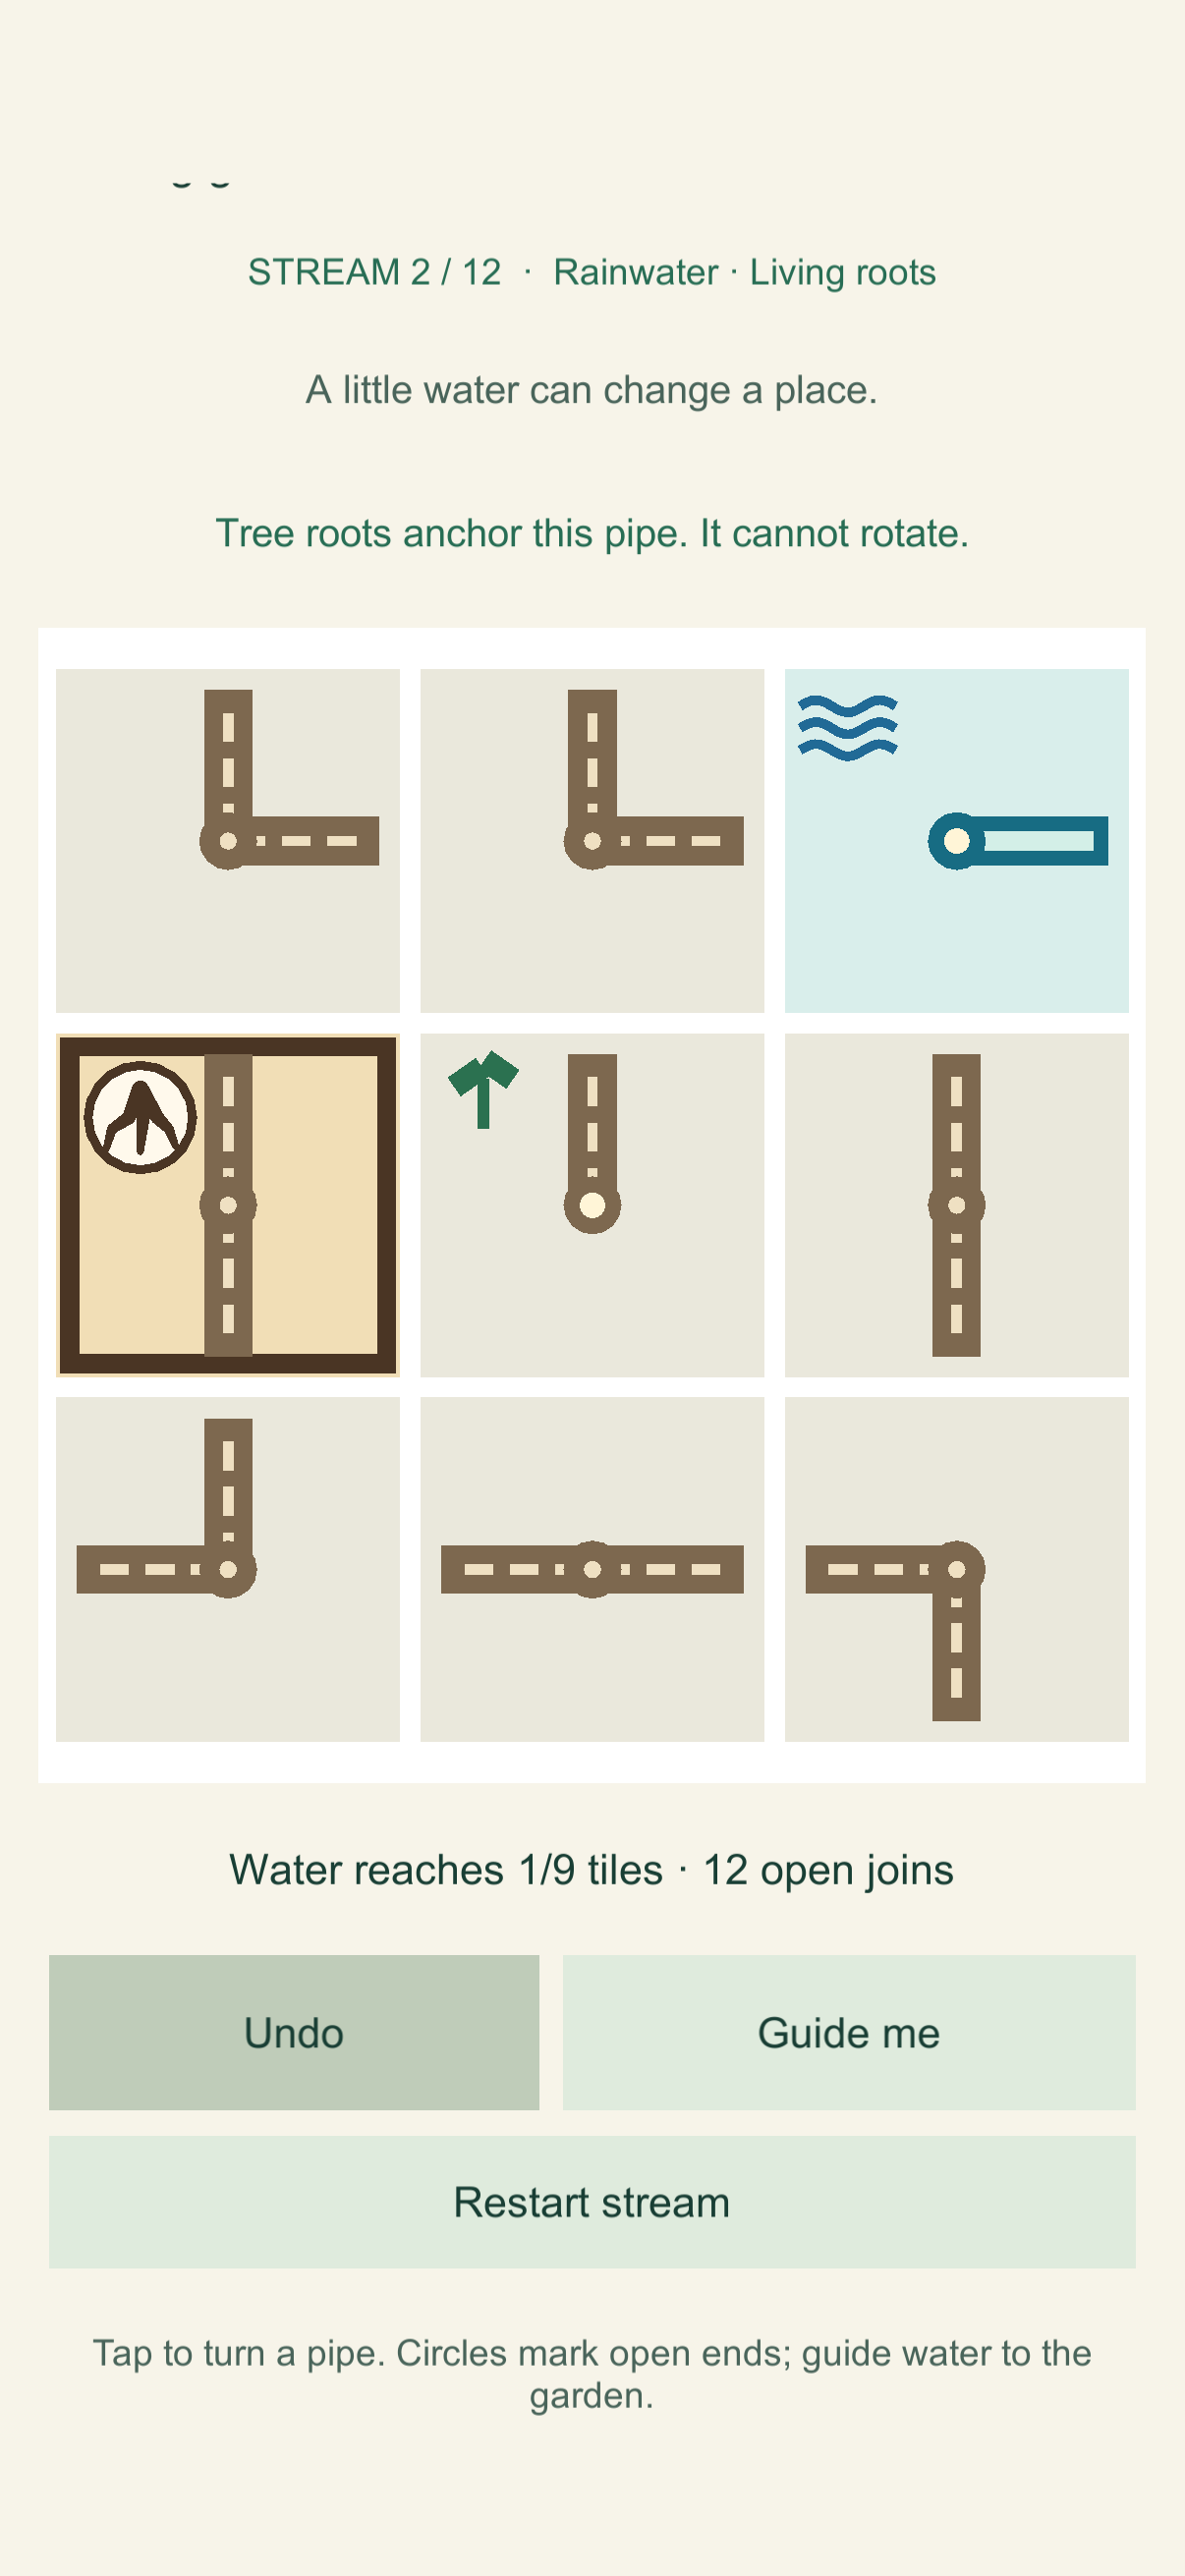 STREAM 2 / 12 · Rainwater · Living roots
A little water can change a place.
Tree roots anchor this pipe. It cannot rotate.
Water reaches 1/9 tiles · 12 open joins
Undo
Guide me
Restart stream
Tap to turn a pipe. Circles mark open ends; guide water to the
garden.